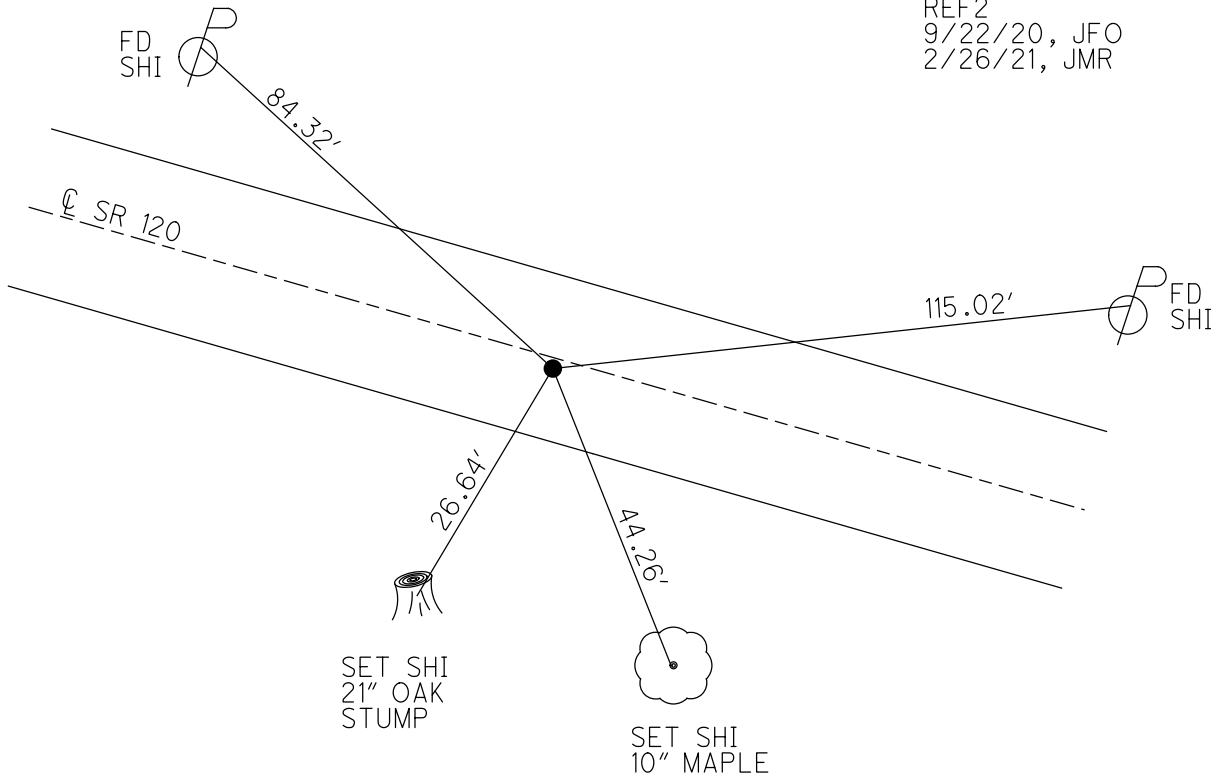 REF2
9/22/20, JFO
2/26/21, JMR
FD
SHI
84.32'
℄ SR 120
115.02'
FD
SHI
26.64'
44.26'
SET SHI
21" OAK
STUMP
SET SHI
10" MAPLE